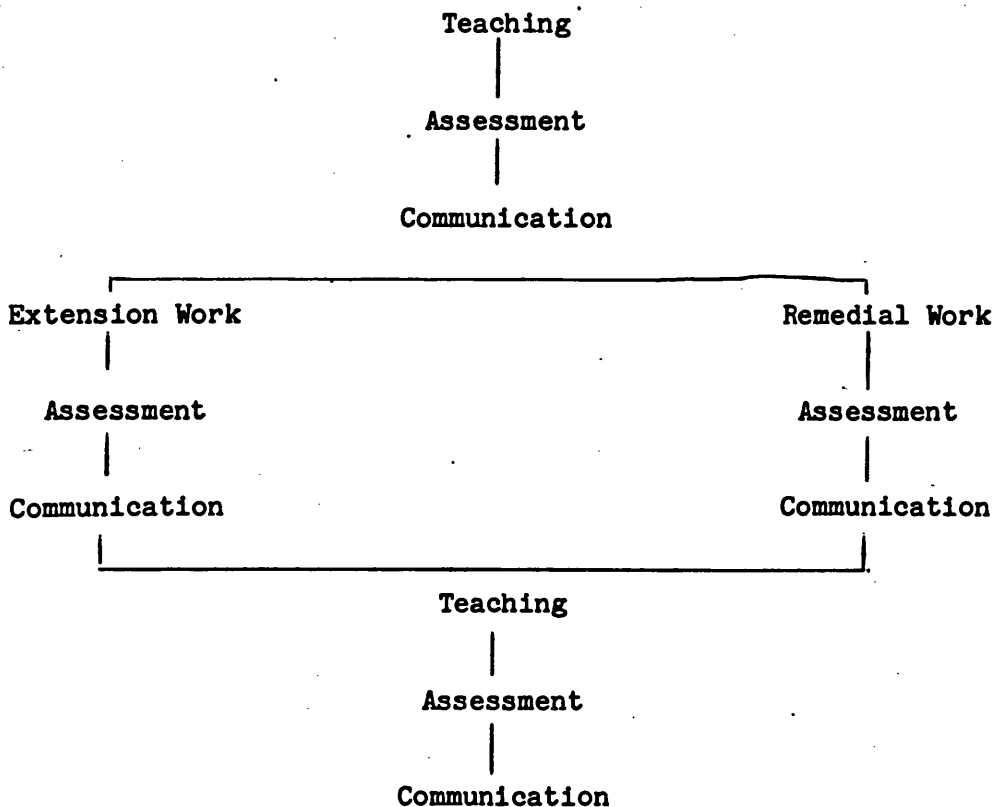 Teaching
Assessment
Communication
Extension Work Remedial Work
Assessment Assessment
Communication Communication
Teaching
Assessment
Communication